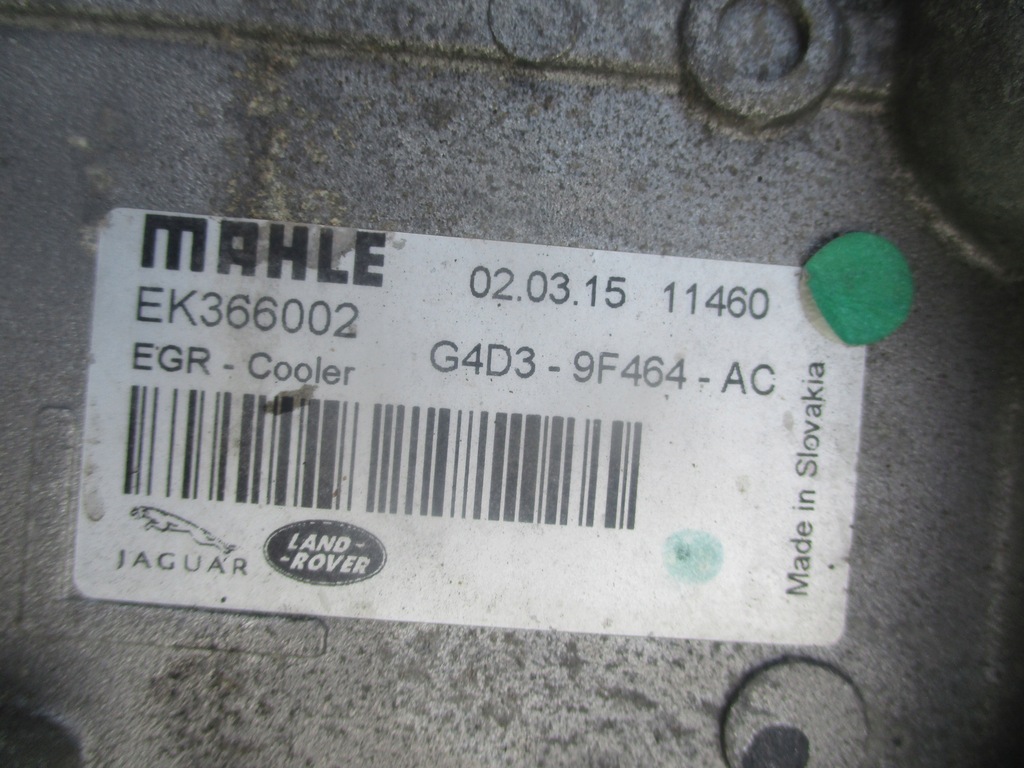 MAHLE
02.03.15 11460
EK366002
EGR - Cooler G4D3 - 9F464 - AC
Made in Slovakia
JAGUAR
LAND-
-ROVER